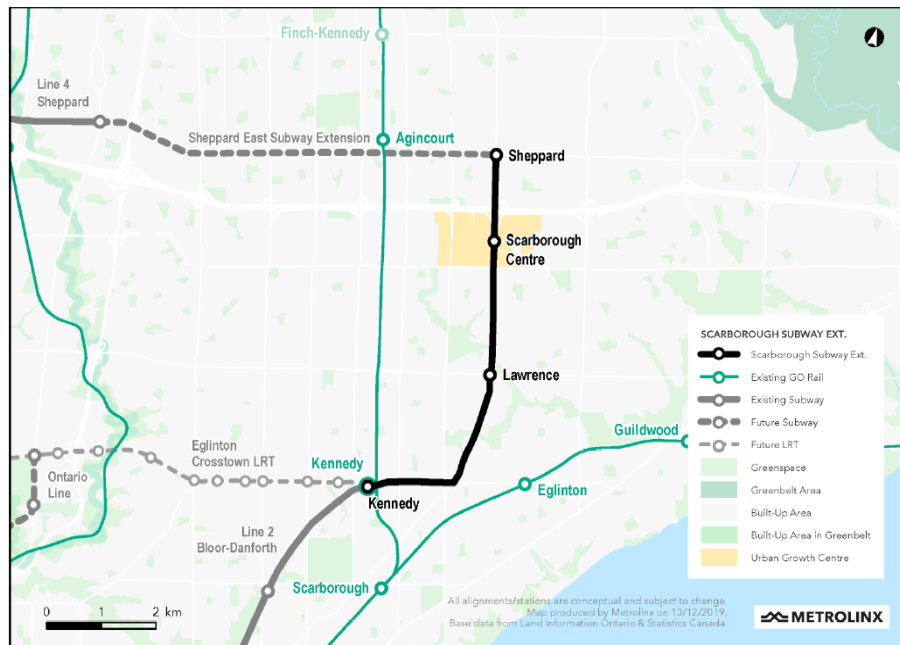 Finch-Kennedy
Line 4
Sheppard
Sheppard East Subway Extension
Agincourt
Sheppard
Scarborough
Centre
Lawrence
SCARBOROUGH SUBWAY EXT.
Scarborough Subway Ext.
Existing GO Rail
Existing Subway
Future Subway
Future LRT
Greenspace
Greenbelt Area
Built-Up Area
Built-Up Area in Greenbelt
Urban Growth Centre
Guildwood
Eglinton
Crosstown LRT
Kennedy
Kennedy
Eglinton
Ontario
Line
Line 2
Bloor-Danforth
Scarborough
0 1 2 km
All alignments/stations are conceptual and subject to change.
Map produced by Metrolinx on 13/12/2019.
Base data from Land Information Ontario & Statistics Canada.
METROLINX